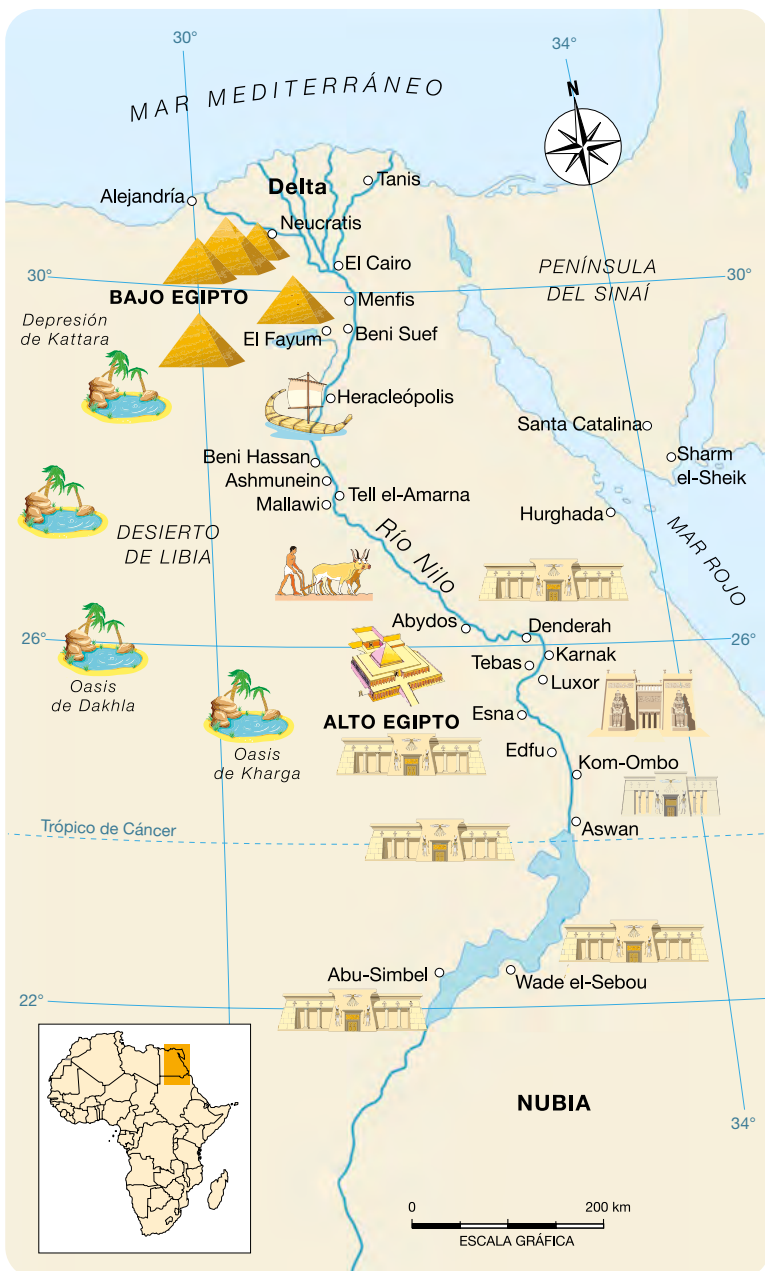 30°
34°
MAR MEDITERRÁNEO
N
Delta
Tanis
Alejandría
Neucratis
El Cairo
30°
PENÍNSULA
DEL SINAÍ
30°
BAJO EGIPTO
Menfis
Depresión
de Kattara
El Fayum
Beni Suef
Heracleópolis
Santa Catalina
Sharm
el-Sheik
Beni Hassan
Ashmunein
Mallawi
Tell el-Amarna
Hurghada
DESIERTO
DE LIBIA
Río Nilo
MAR ROJO
Abydos
Denderah
26°
26°
Tebas
Karnak
Luxor
Oasis
de Dakhla
Esna
ALTO EGIPTO
Oasis
de Kharga
Edfu
Kom-Ombo
Trópico de Cáncer
Aswan
Abu-Simbel
Wade el-Sebou
22°
NUBIA
34°
0
200 km
ESCALA GRÁFICA